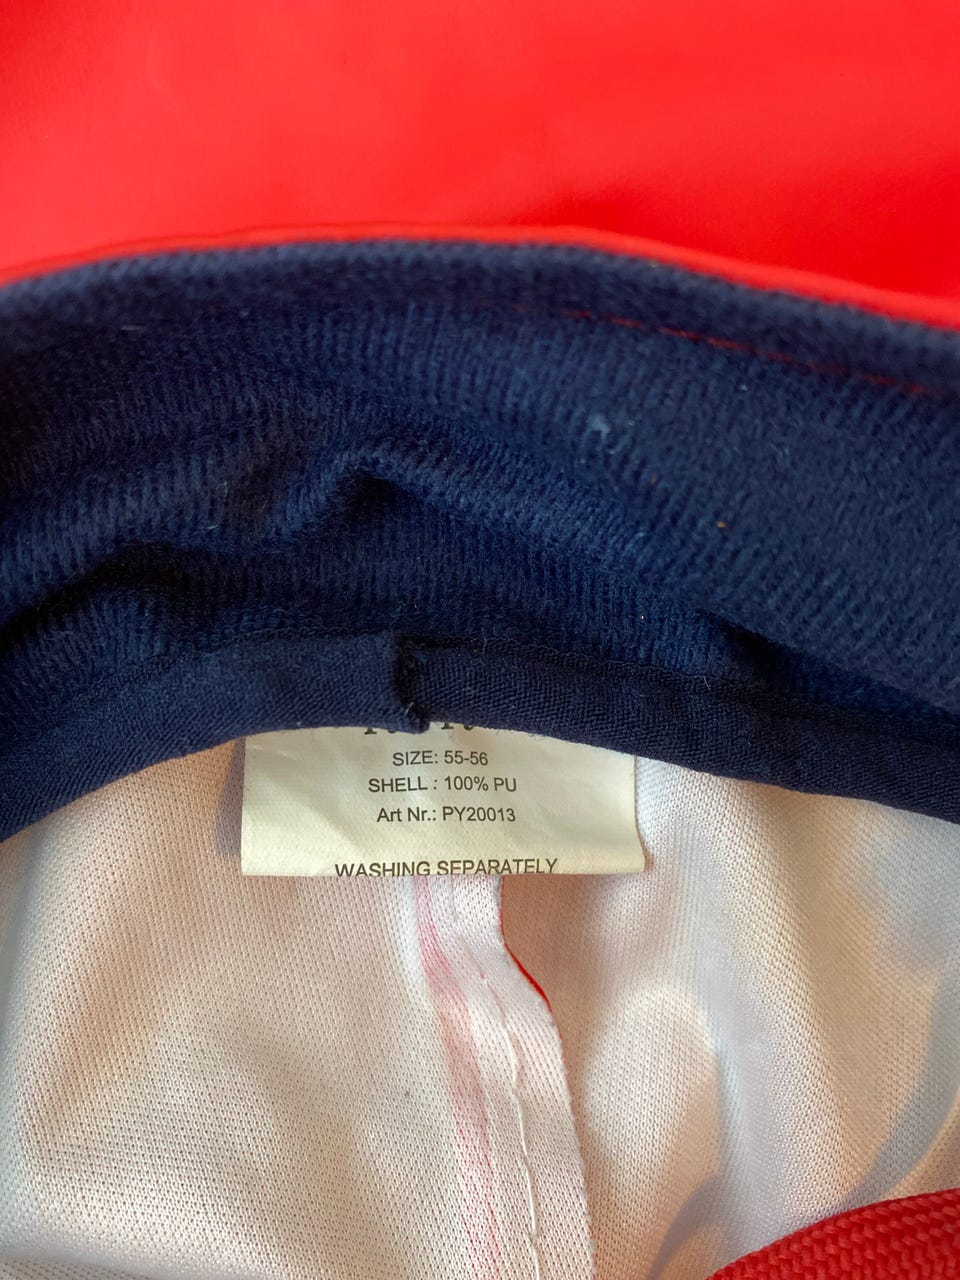 SIZE: 55-56
SHELL : 100% PU
Art Nr.: PY20013
WASHING SEPARATELY